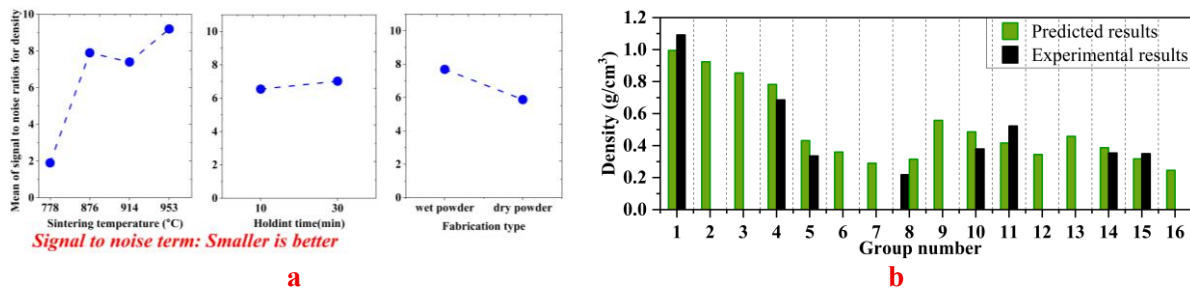 Mean of signal to noise ratios for density
10
8
6
4
2
0
778 876 914 953
Sintering temperature (°C)
10
8
6
4
2
0
10 30
Holdint time(min)
10
8
6
4
2
0
wet powder dry powder
Fabrication type
Signal to noise term: Smaller is better
a
Density (g/cm³)
1.2
1.0
0.8
0.6
0.4
0.2
0.0
Predicted results
Experimental results
1 2 3 4 5 6 7 8 9 10 11 12 13 14 15 16
Group number
b